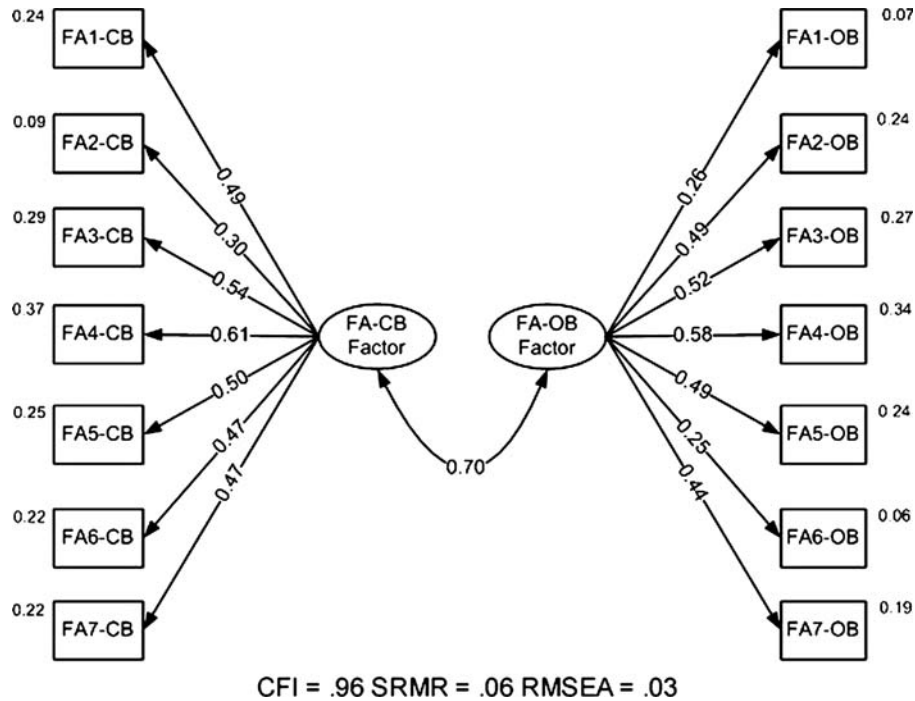 0.24 FA1-CB
0.09 FA2-CB
0.29 FA3-CB
0.37 FA4-CB
0.25 FA5-CB
0.22 FA6-CB
0.22 FA7-CB
0.49
0.30
0.54
0.61
0.50
0.47
0.47
FA-CB
Factor
0.70
FA-OB
Factor
0.26
0.49
0.52
0.58
0.49
0.25
0.44
FA1-OB 0.07
FA2-OB 0.24
FA3-OB 0.27
FA4-OB 0.34
FA5-OB 0.24
FA6-OB 0.06
FA7-OB 0.19
CFI = .96 SRMR = .06 RMSEA = .03